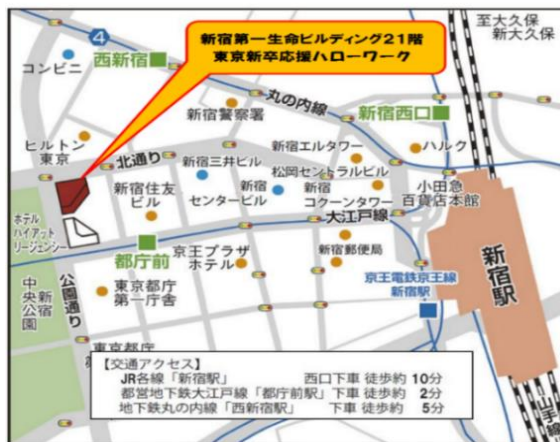 至大久保
新大久保
新宿第一生命ビルディング21階
東京新卒応援ハローワーク
4
コンビニ
西新宿
丸の内線
新宿警察署
新宿西口
ヒルトン
東京
北通り
新宿三井ビル
新宿エルタワー
ハルク
松岡セントラルビル
新宿住友
ビル
新宿
センタービル
新宿
コクーンタワー
小田急
百貨店本館
大江戸線
ホテル
ハイアット
リージェンシー
都庁前
京王プラザ
ホテル
新宿郵便局
新宿駅
京王電鉄京王線
新宿駅
新宿
中央公園
公園通り
東京都庁
第一庁舎
東京都庁
【交通アクセス】
JR各線「新宿駅」 西口下車 徒歩約 10分
都営地下鉄大江戸線「都庁前駅」下車 徒歩約 2分
地下鉄丸の内線「西新宿駅」 下車 徒歩約 5分